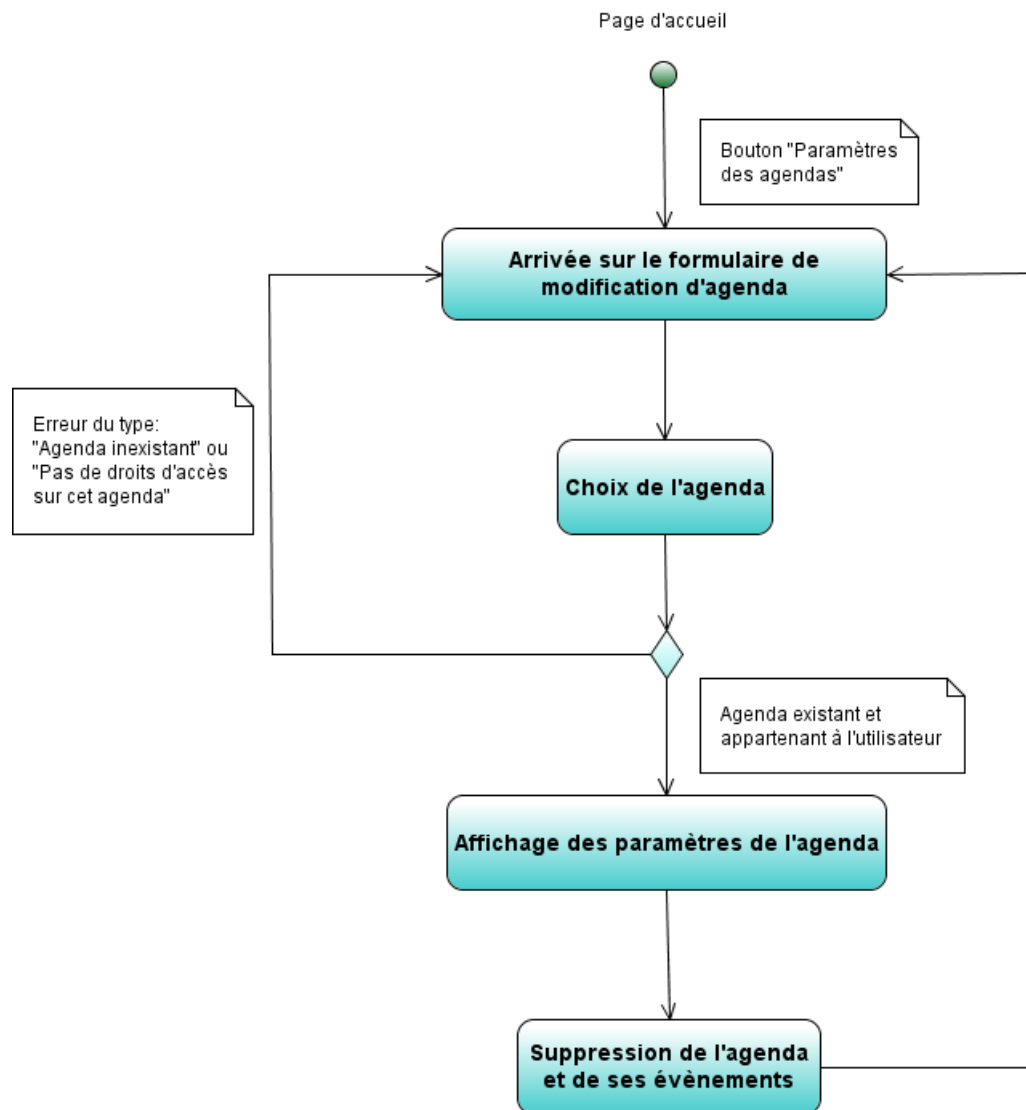 Page d'accueil
Bouton "Paramètres
des agendas"
Arrivée sur le formulaire de
modification d'agenda
Erreur du type:
"Agenda inexistant" ou
"Pas de droits d'accès
sur cet agenda"
Choix de l'agenda
Agenda existant et
appartenant à l'utilisateur
Affichage des paramètres de l'agenda
Suppression de l'agenda
et de ses évènements